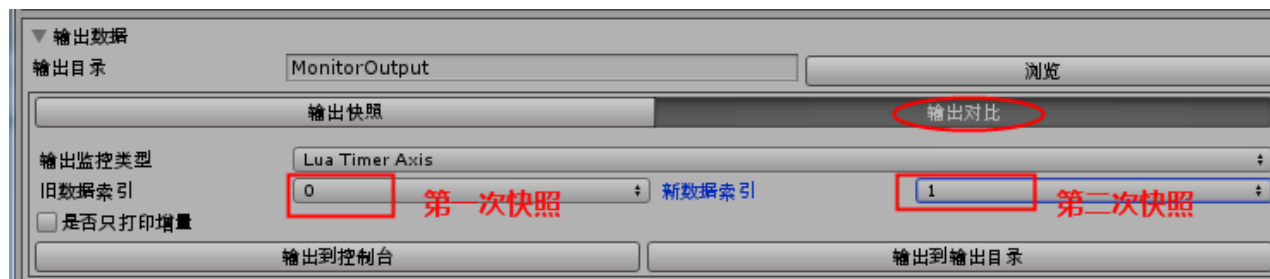 输出数据
输出目录 MonitorOutput 浏览
输出快照 输出对比
输出监控类型 Lua Timer Axis
旧数据索引 0 第一次快照 新数据索引 1 第二次快照
是否只打印增量
输出到控制台 输出到输出目录